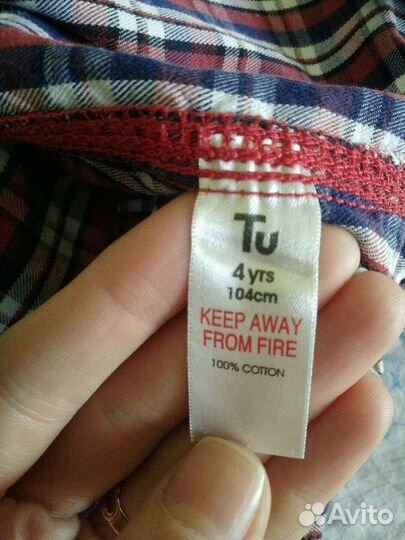 Tu
4 yrs
104cm
KEEP AWAY
FROM FIRE
100% COTTON
Avito